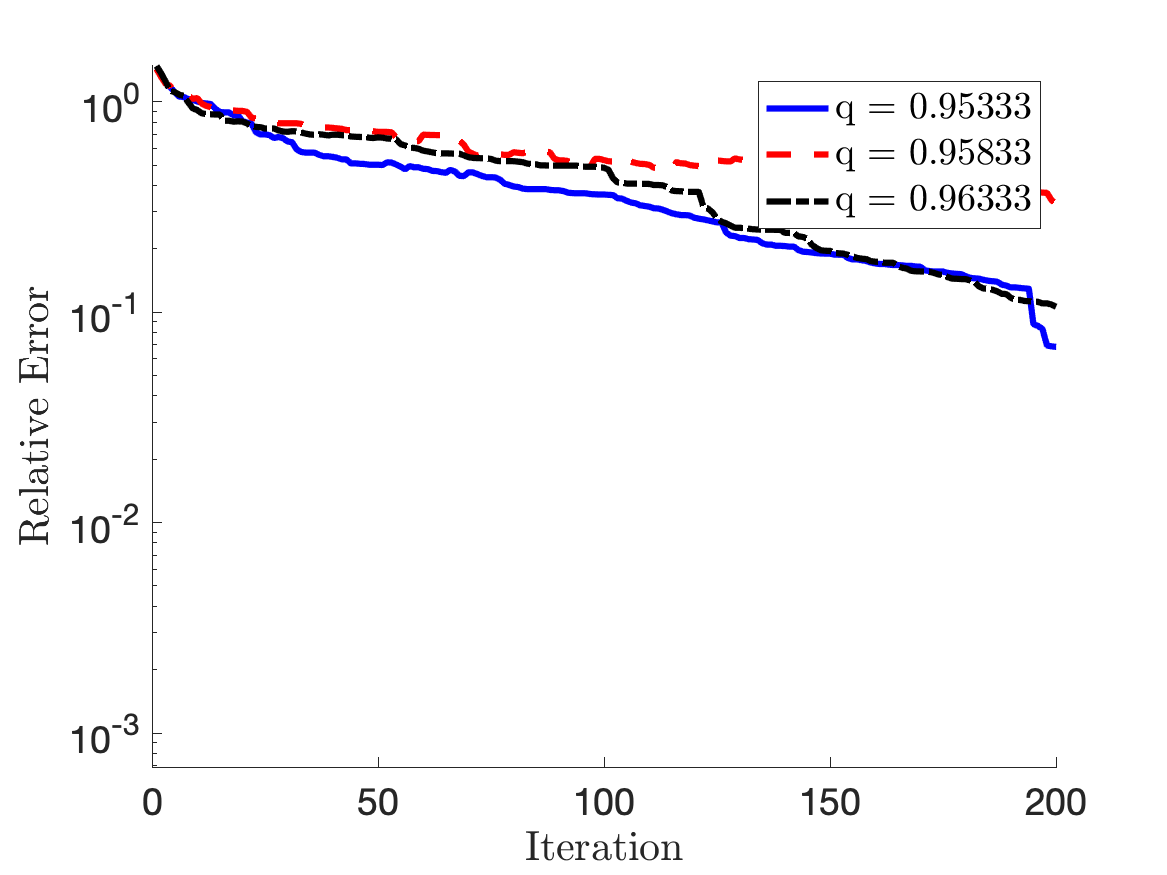 q = 0.95333
q = 0.95833
q = 0.96333
10^0
10^-1
10^-2
10^-3
Relative Error
0 50 100 150 200
Iteration